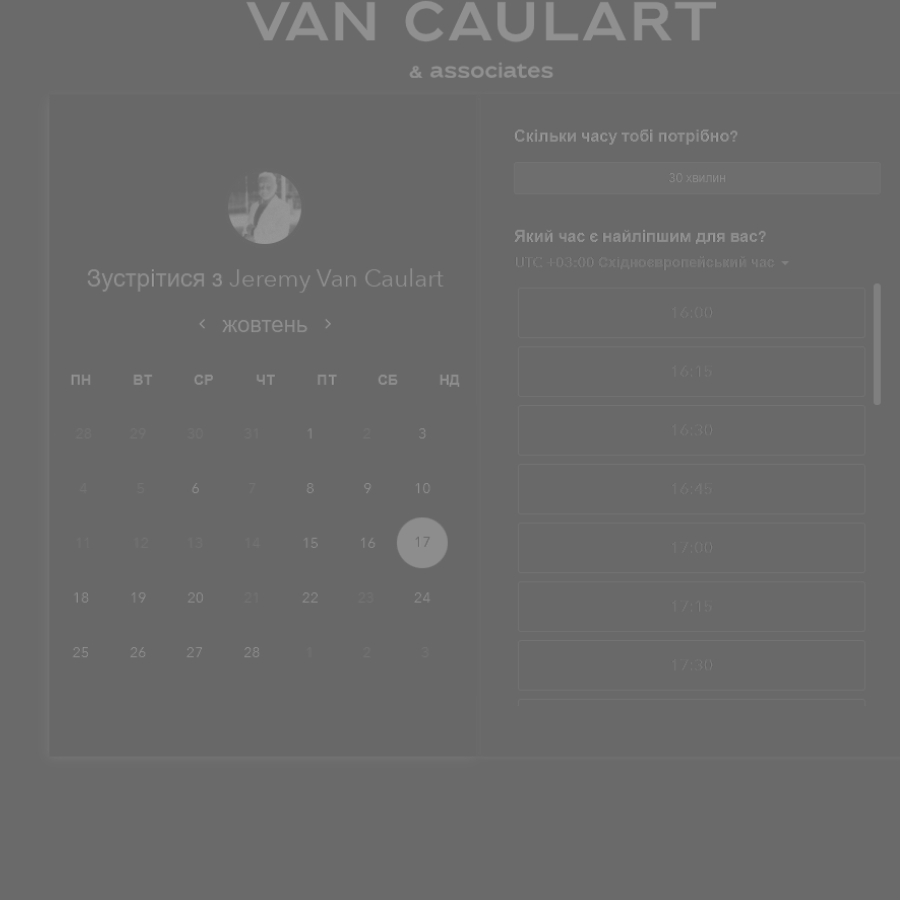 VAN CAULART
& associates
Зустрітися з Jeremy Van Caulart
жовтень
ПН ВТ СР ЧТ ПТ СБ НД
28 29 30 31 1 2 3
4 5 6 7 8 9 10
11 12 13 14 15 16 17
18 19 20 21 22 23 24
25 26 27 28 1 2 3
Скільки часу тобі потрібно?
30 хвилин
Який час є найліпшим для вас?
UTC +03:00 Східноєвропейський час
16:00
16:15
16:30
16:45
17:00
17:15
17:30